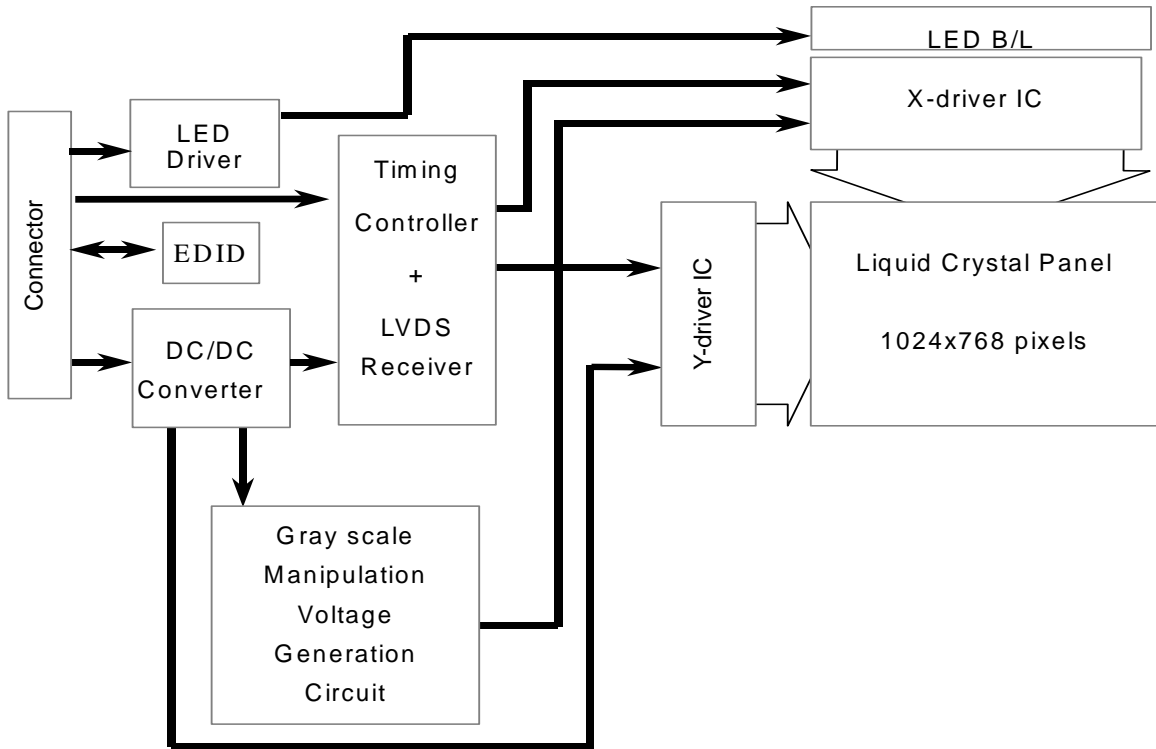 LED B/L
X-driver IC
LED
Driver
Timing
Controller
+
LVDS
Receiver
Connector
EDID
DC/DC
Converter
Y-driver IC
Liquid Crystal Panel
1024x768 pixels
Gray scale
Manipulation
Voltage
Generation
Circuit